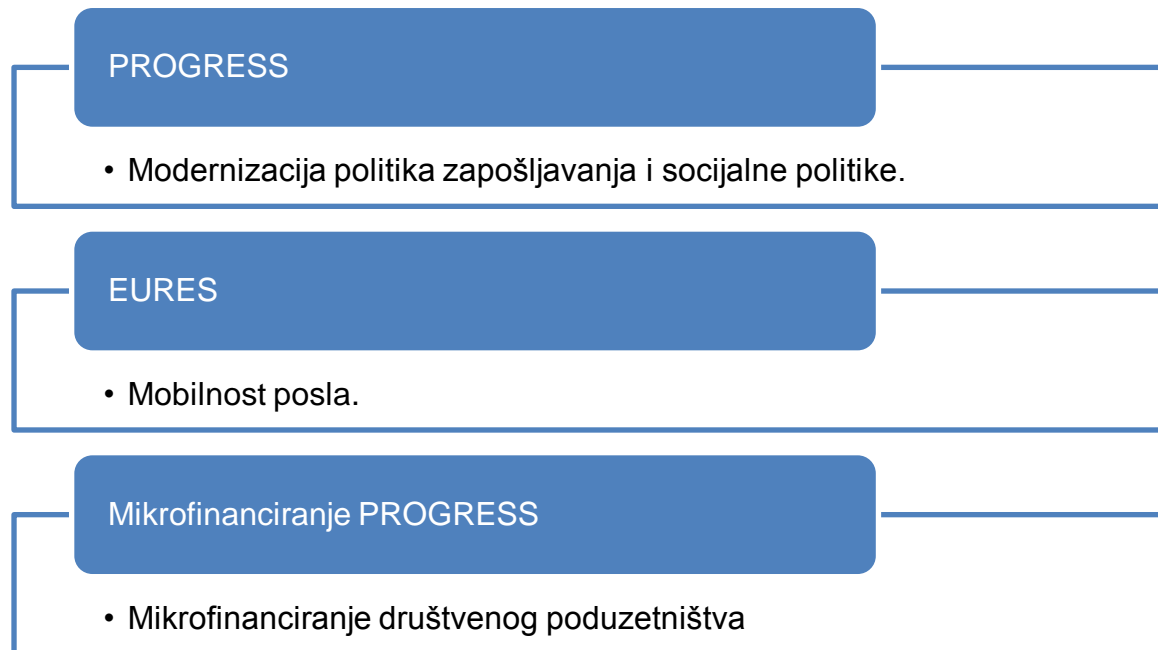 PROGRESS
• Modernizacija politika zapošljavanja i socijalne politike.
EURES
• Mobilnost posla.
Mikrofinanciranje PROGRESS
• Mikrofinanciranje društvenog poduzetništva